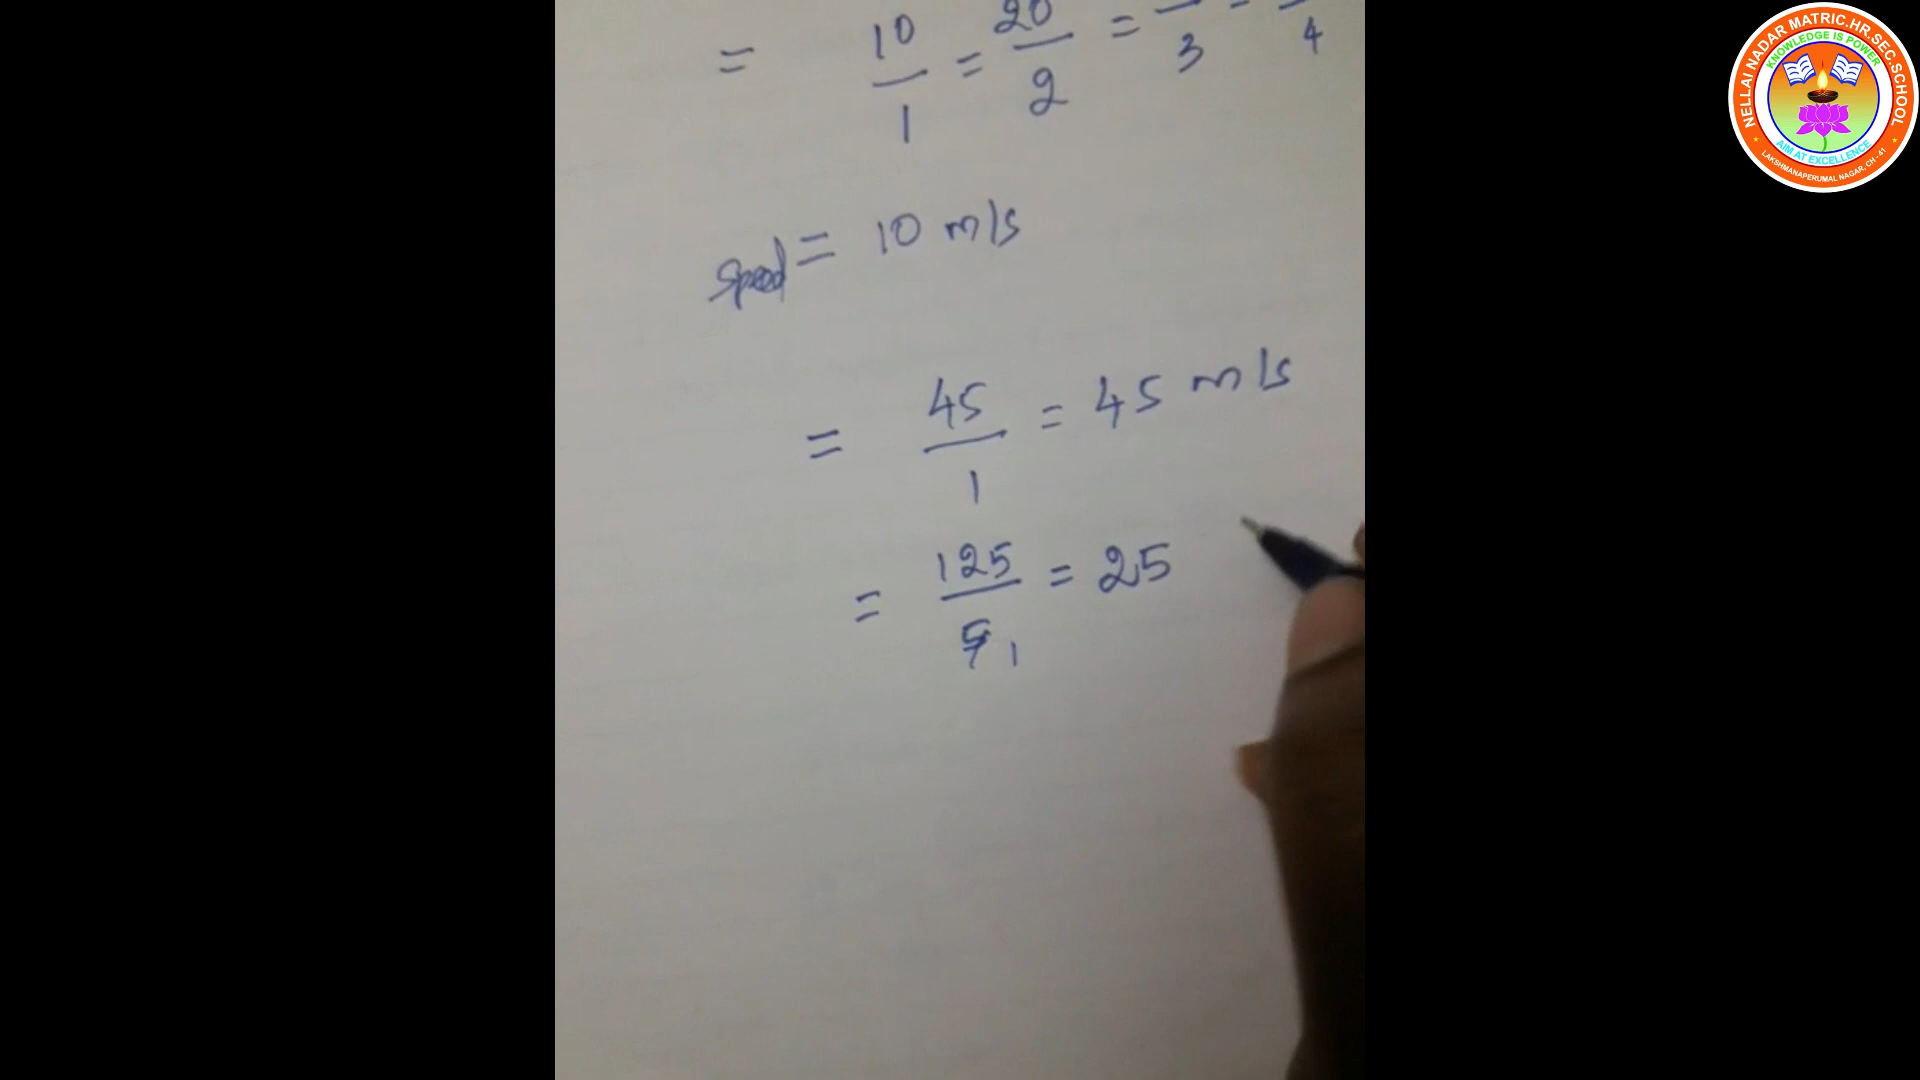 = 10/1 = 20/2 = /3 = /4
Speed = 10 m/s
= 45/1 = 45 m/s
= 125/5 1 = 25
NELLAI NADAR MATRIC.HR.SEC.SCHOOL
KNOWLEDGE IS POWER
AIM AT EXCELLENCE
LAKSHMANAPERUMAL NAGAR, CH - 41